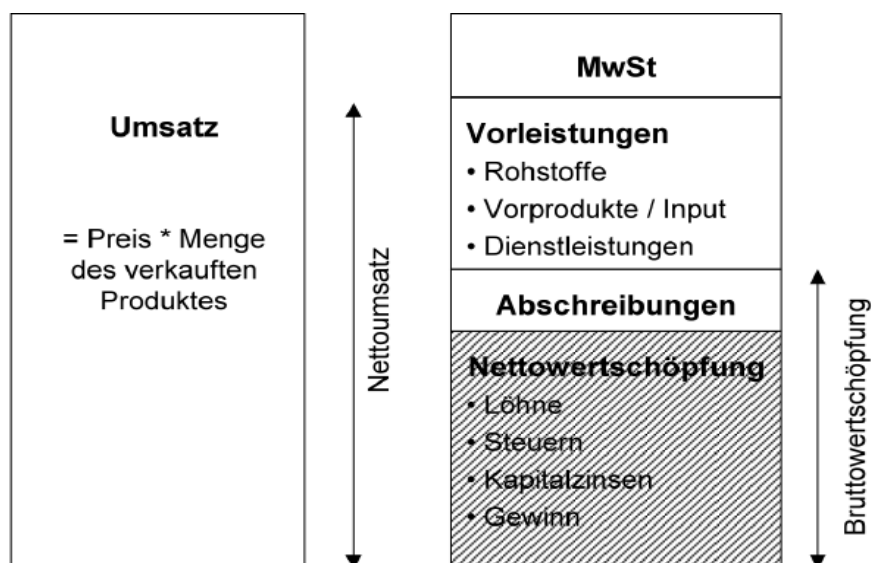 Umsatz
= Preis * Menge
des verkauften
Produktes
Nettoumsatz
MwSt
Vorleistungen
• Rohstoffe
• Vorprodukte / Input
• Dienstleistungen
Abschreibungen
Nettowertschöpfung
• Löhne
• Steuern
• Kapitalzinsen
• Gewinn
Bruttowertschöpfung